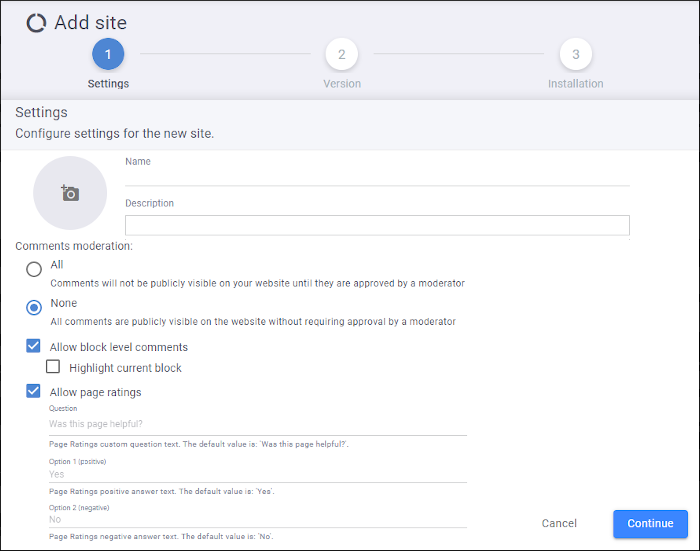 Add site
1
2
3
Settings
Version
Installation
Settings
Configure settings for the new site.
Name
Description
Comments moderation:
All
Comments will not be publicly visible on your website until they are approved by a moderator
None
All comments are publicly visible on the website without requiring approval by a moderator
Allow block level comments
Highlight current block
Allow page ratings
Question
Was this page helpful?
Page Ratings custom question text. The default value is: 'Was this page helpful?'.
Option 1 (positive)
Yes
Page Ratings positive answer text. The default value is: 'Yes'.
Option 2 (negative)
No
Page Ratings negative answer text. The default value is: 'No'.
Cancel
Continue